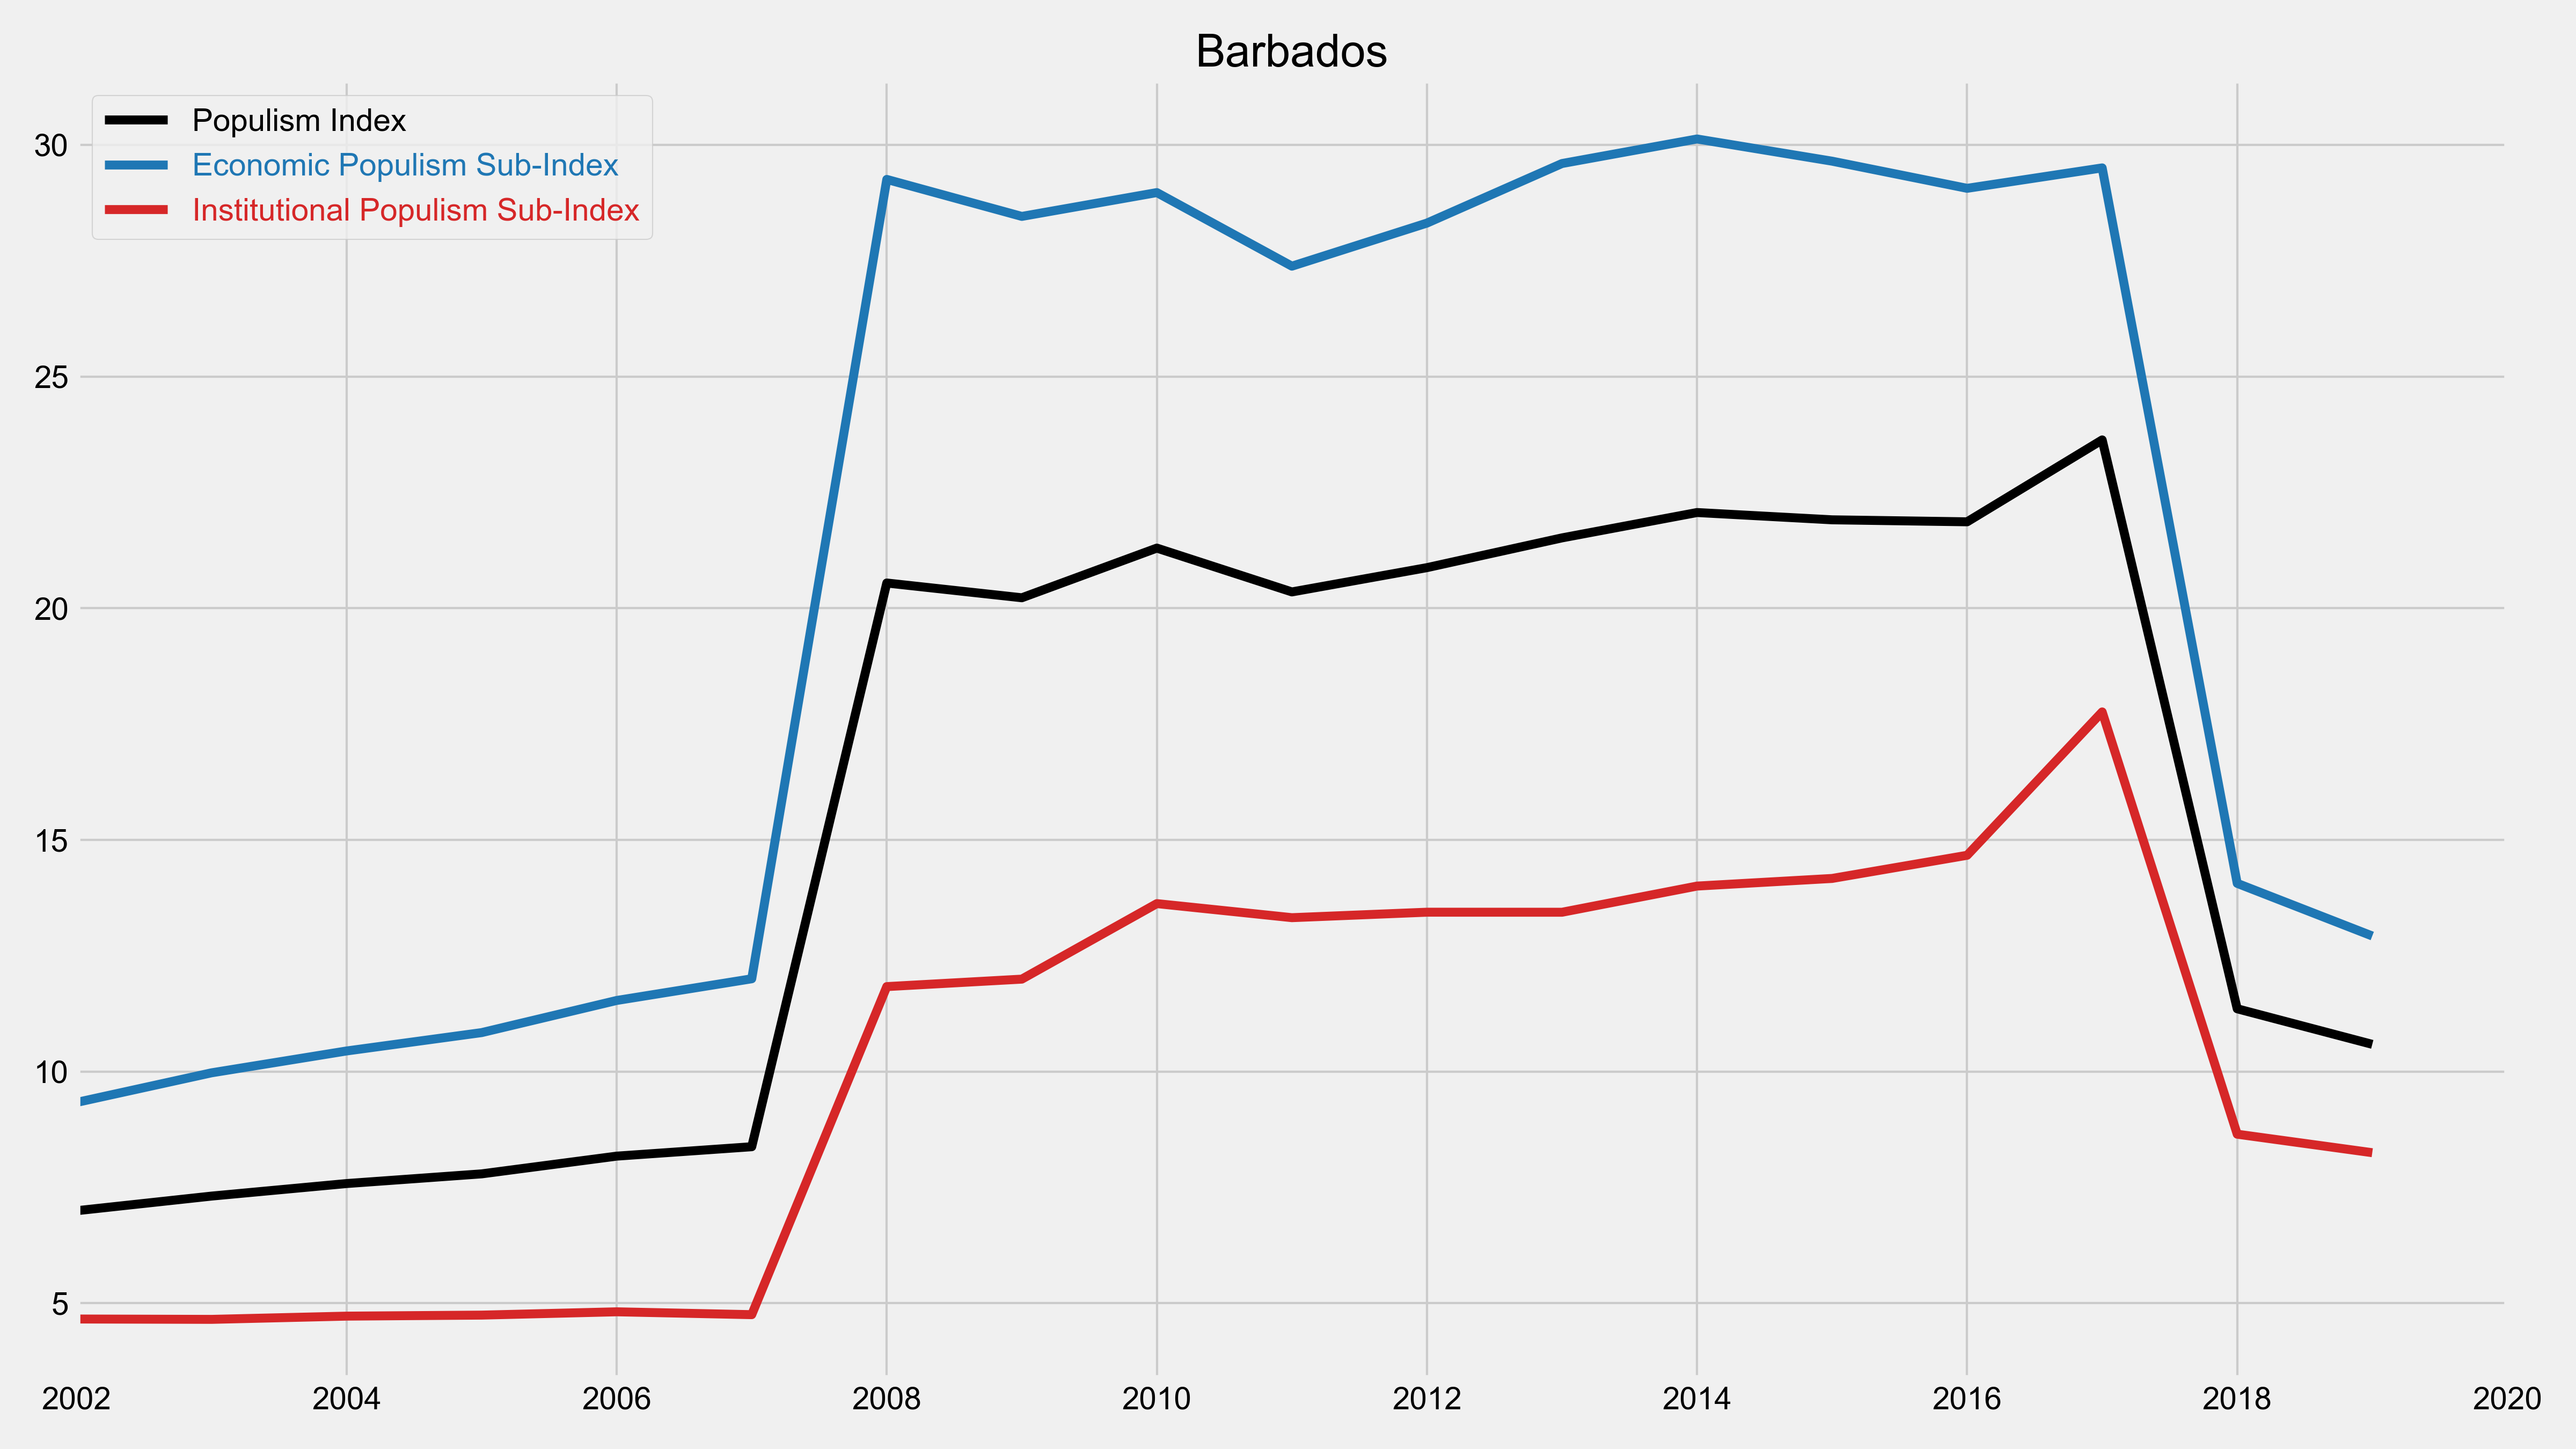 Barbados
Populism Index
Economic Populism Sub-Index
Institutional Populism Sub-Index
30
25
20
15
10
5
2002 2004 2006 2008 2010 2012 2014 2016 2018 2020